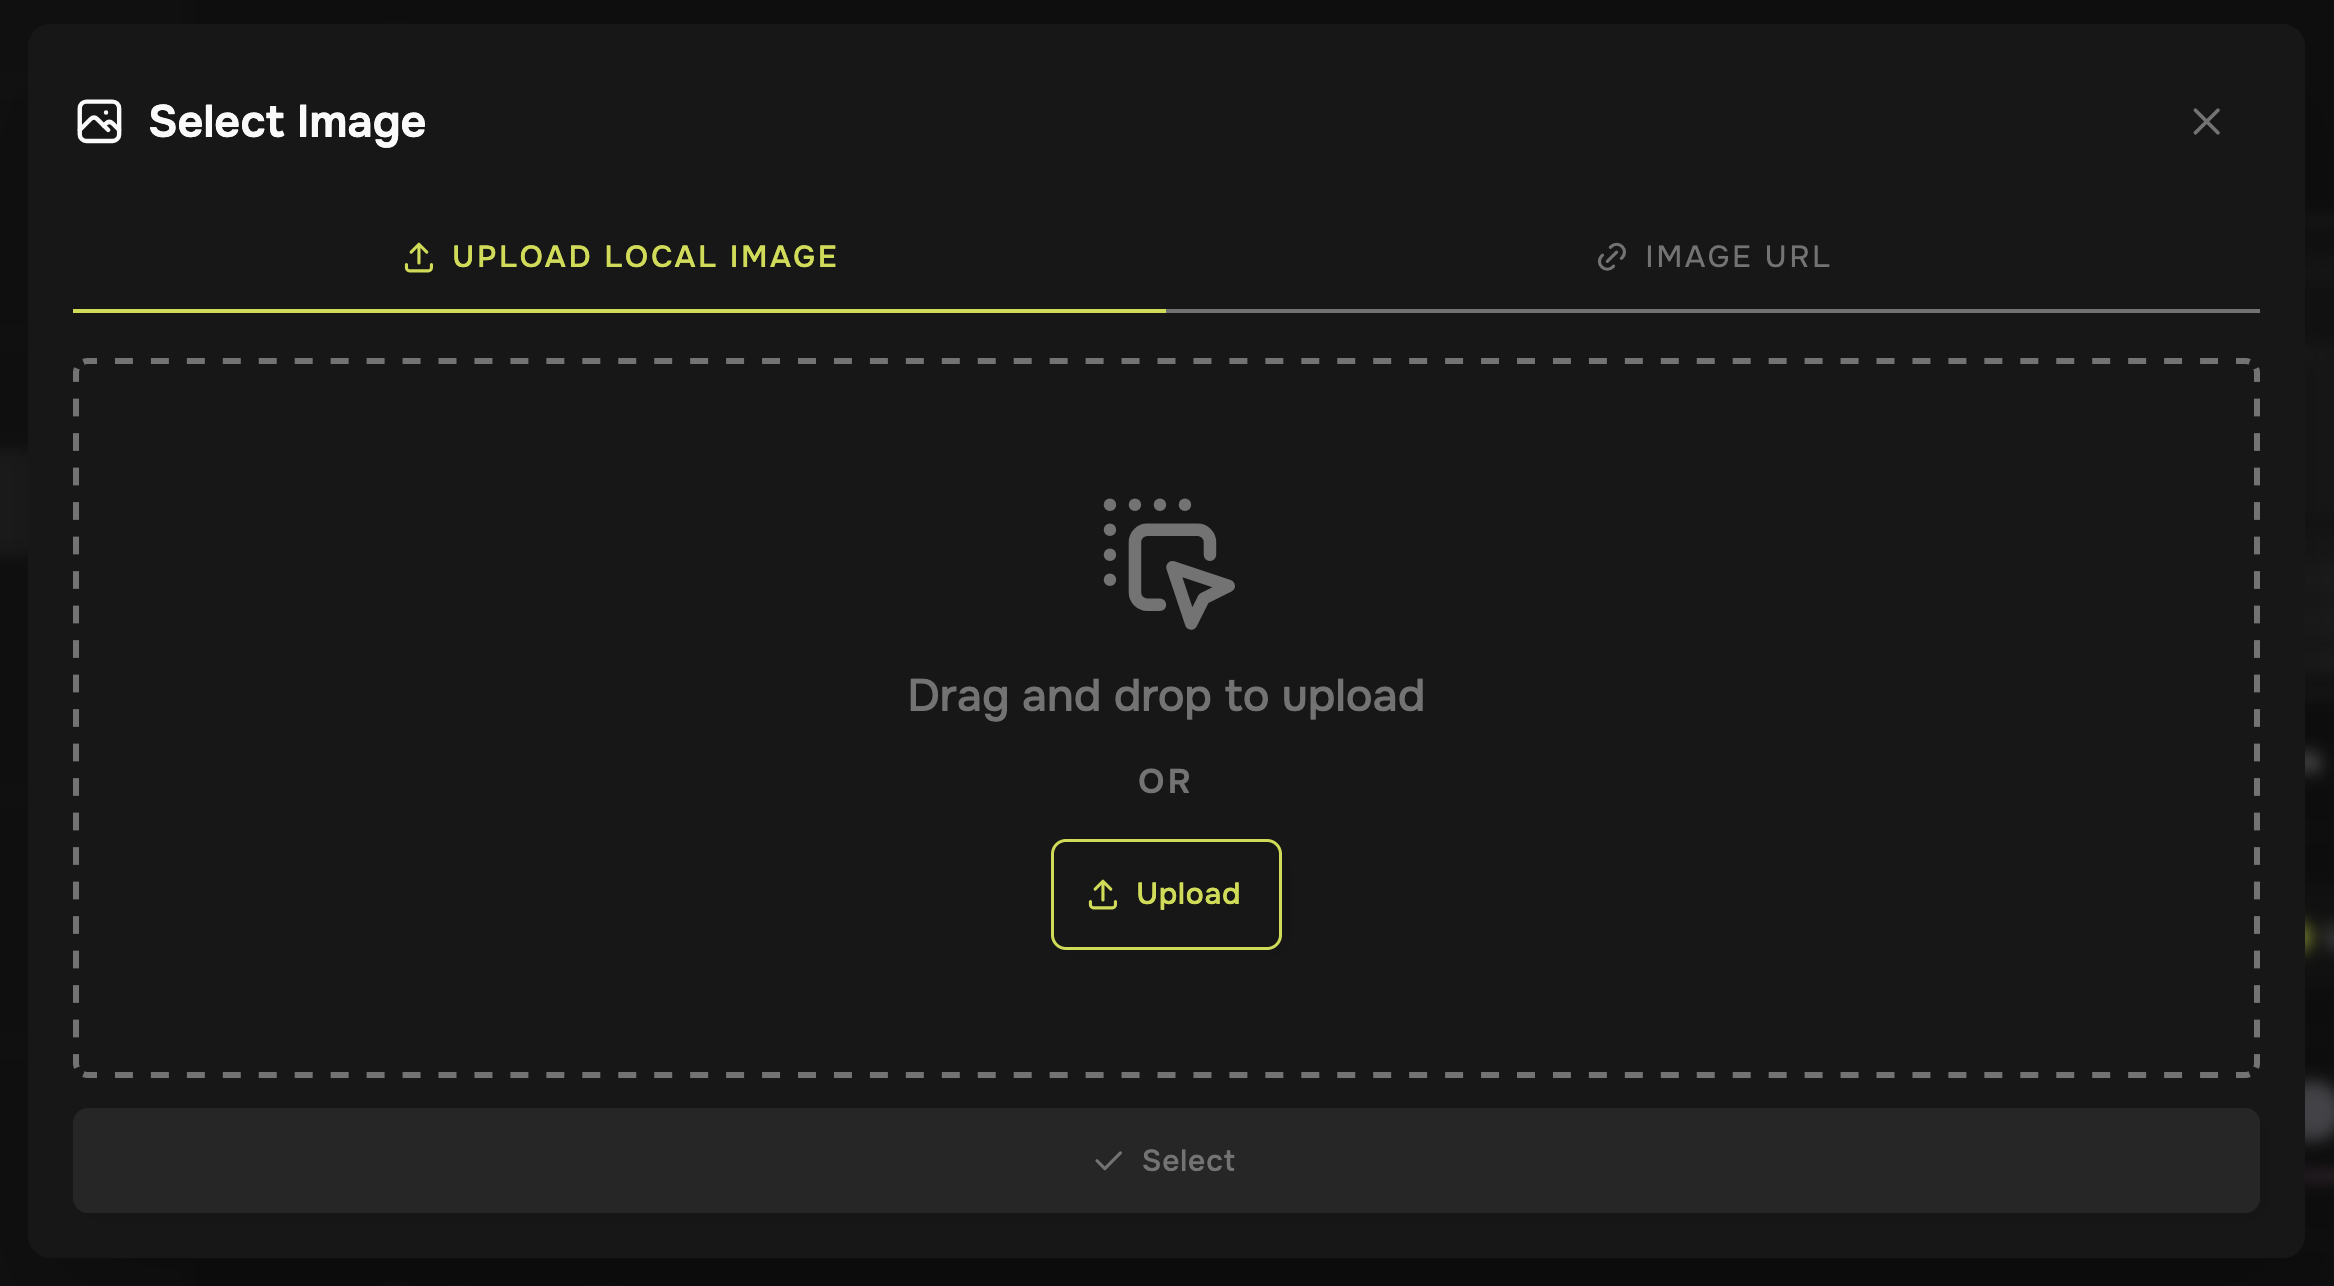 Select Image
UPLOAD LOCAL IMAGE
IMAGE URL
Drag and drop to upload
OR
Upload
Select